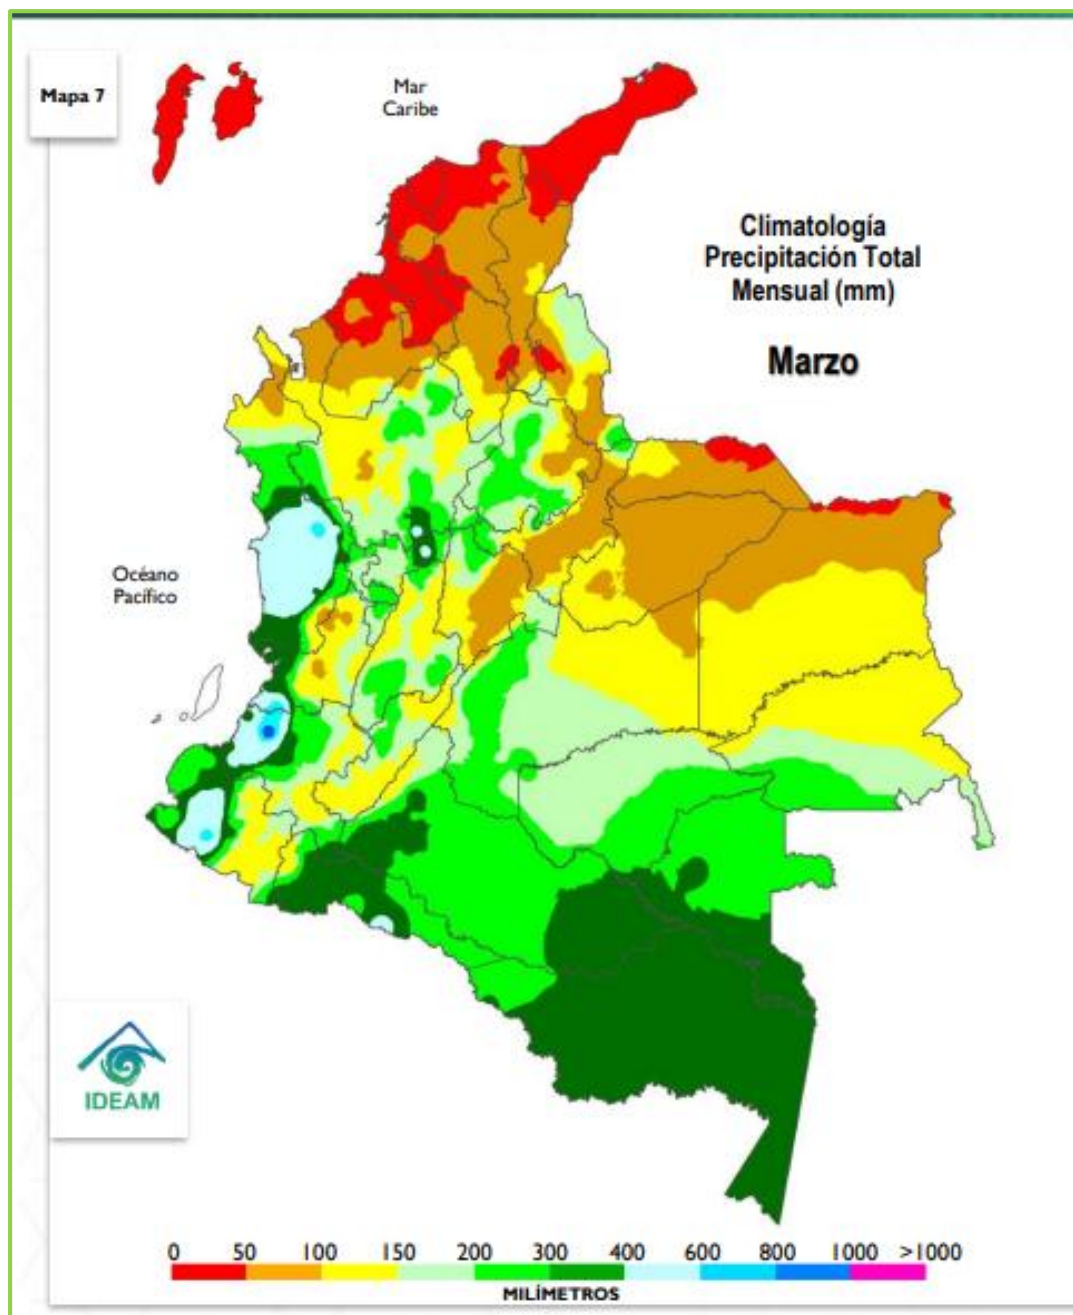 Mapa 7
Mar
Caribe
Climatología
Precipitación Total
Mensual (mm)
Marzo
Océano
Pacífico
IDEAM
0 50 100 150 200 300 400 600 800 1000 >1000
MILÍMETROS